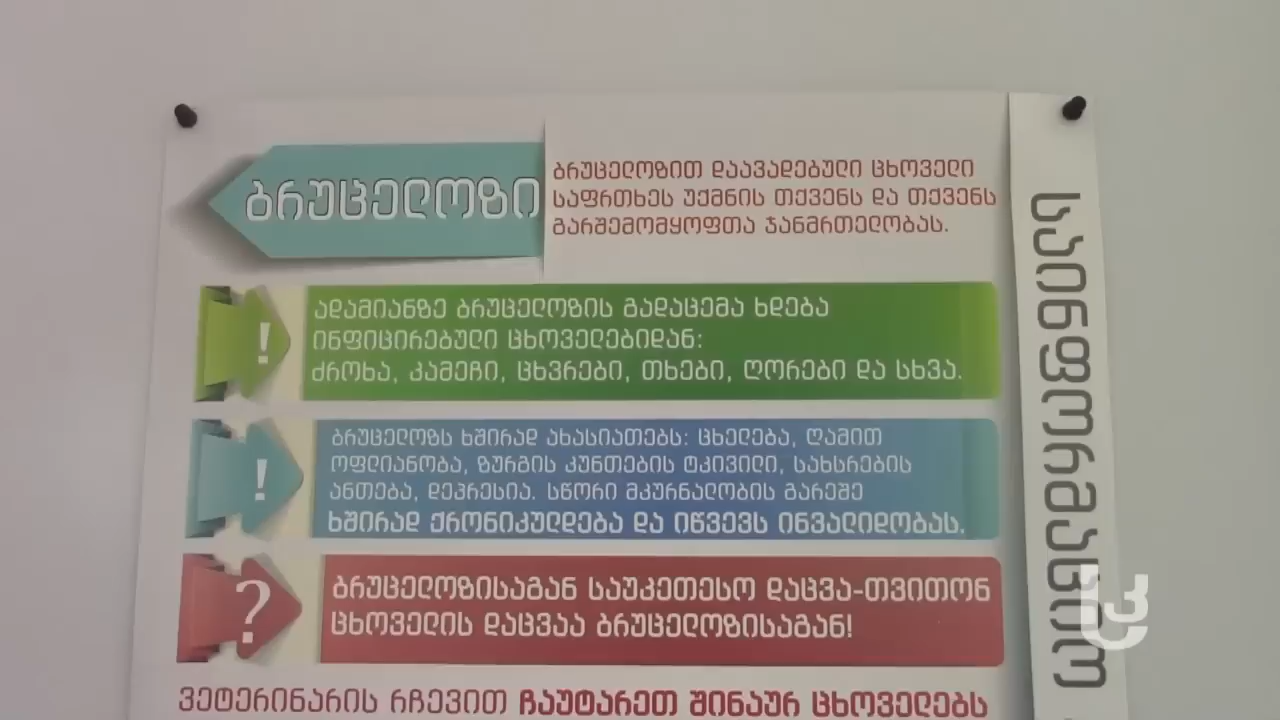 ბრუცელოზი
ბრუცელოზით დაავადებული ცხოველი
საფრთხეს უქმნის თქვენს და თქვენს
გარშემომყოფთა ჯანმრთელობას.
!
ადამიანზე ბრუცელოზის გადაცემა ხდება
ინფიცირებული ცხოველებიდან:
ძროხა, კამეჩი, ცხვრები, თხები, ღორები და სხვა.
!
ბრუცელოზს ხშირად ახასიათებს: ცხელება, ღამით
ოფლიანობა, ზურგის კუნთების ტკივილი, სახსრების
ანთება, დეპრესია. სწორი მკურნალობის გარეშე
ხშირად ქრონიკულდება და იწვევს ინვალიდობას.
?
ბრუცელოზისაგან საუკეთესო დაცვა-თვითონ
ცხოველის დაცვაა ბრუცელოზისაგან!
ვეტერინარის რჩევით ჩაუტარეთ შინაურ ცხოველებს
საინფორმაციო